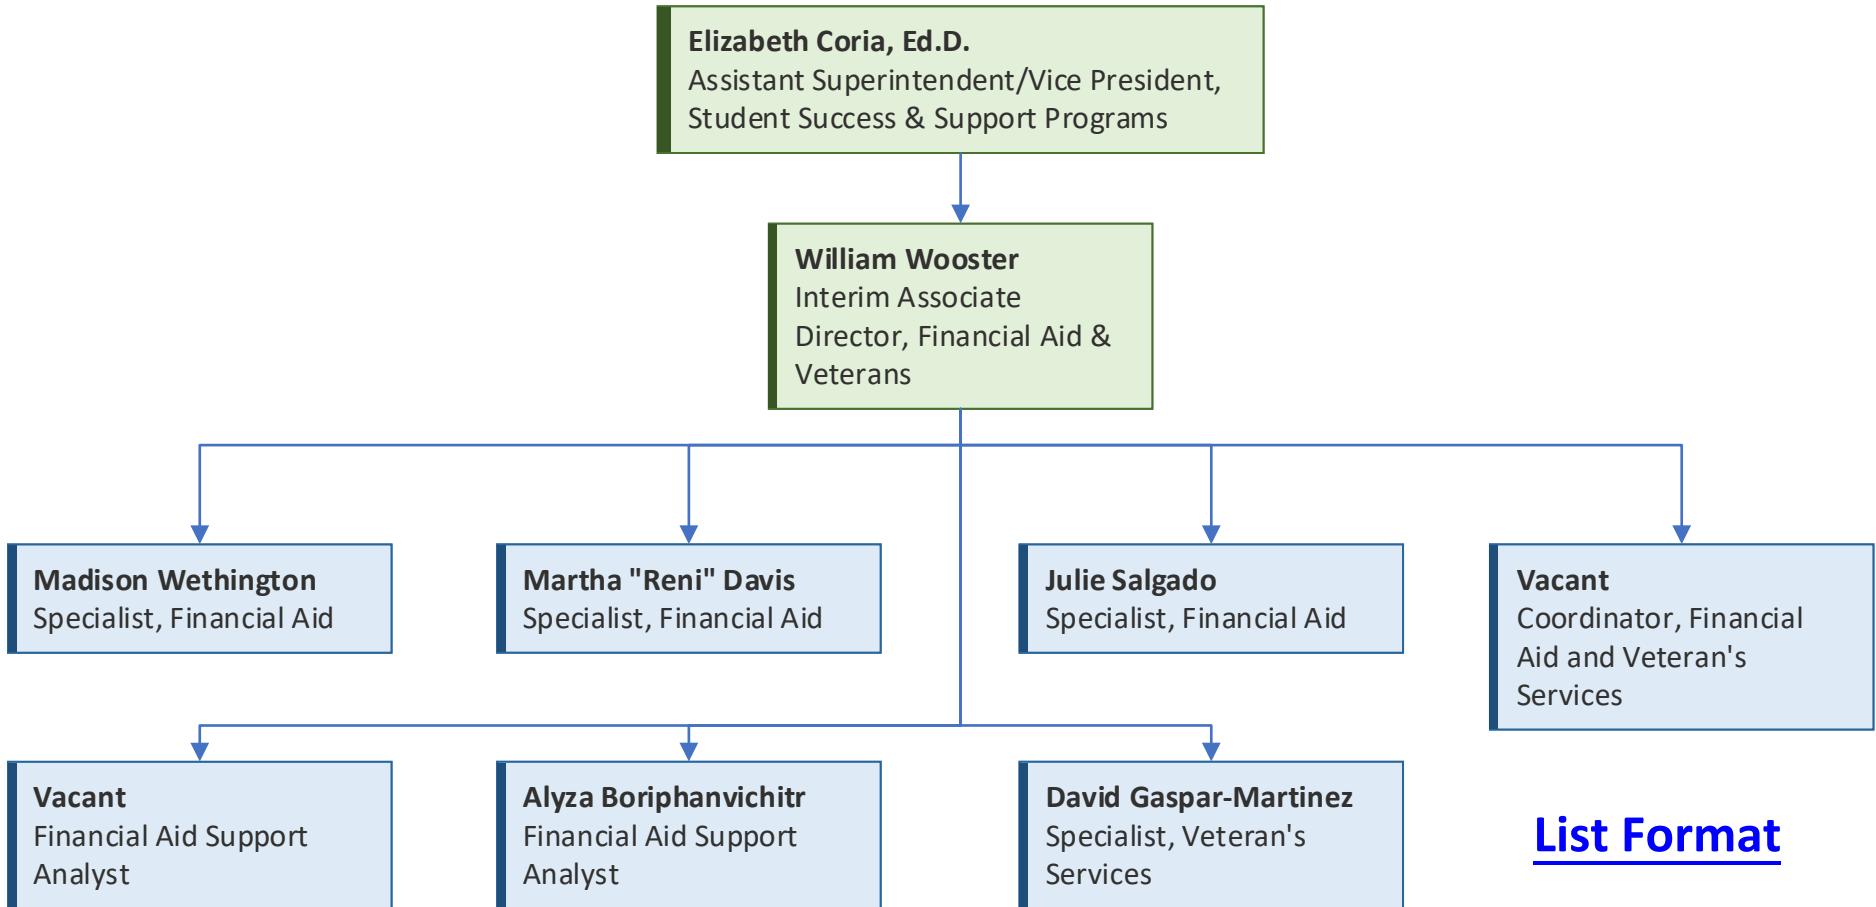 Elizabeth Coria, Ed.D.
Assistant Superintendent/Vice President,
Student Success & Support Programs
William Wooster
Interim Associate
Director, Financial Aid &
Veterans
Madison Wethington
Specialist, Financial Aid
Martha "Reni" Davis
Specialist, Financial Aid
Julie Salgado
Specialist, Financial Aid
Vacant
Coordinator, Financial
Aid and Veteran's
Services
Vacant
Financial Aid Support
Analyst
Alyza Boriphanvichitr
Financial Aid Support
Analyst
David Gaspar-Martinez
Specialist, Veteran's
Services
List Format